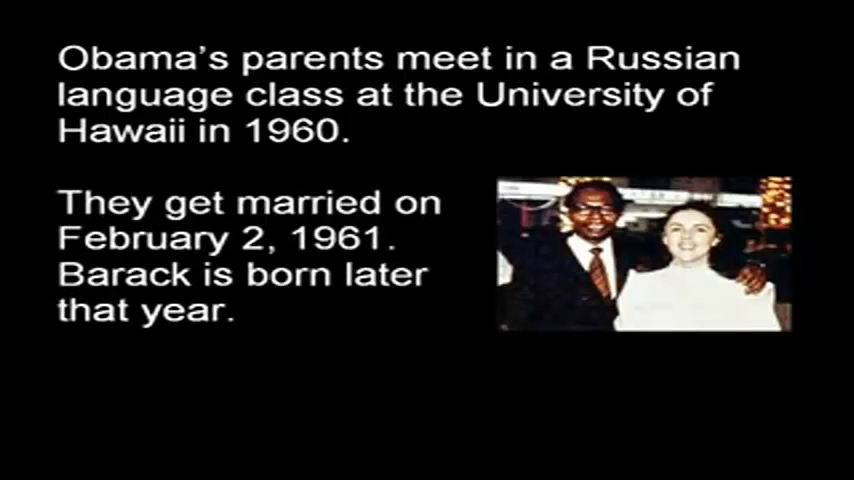 Obama's parents meet in a Russian
language class at the University of
Hawaii in 1960.
They get married on
February 2, 1961.
Barack is born later
that year.